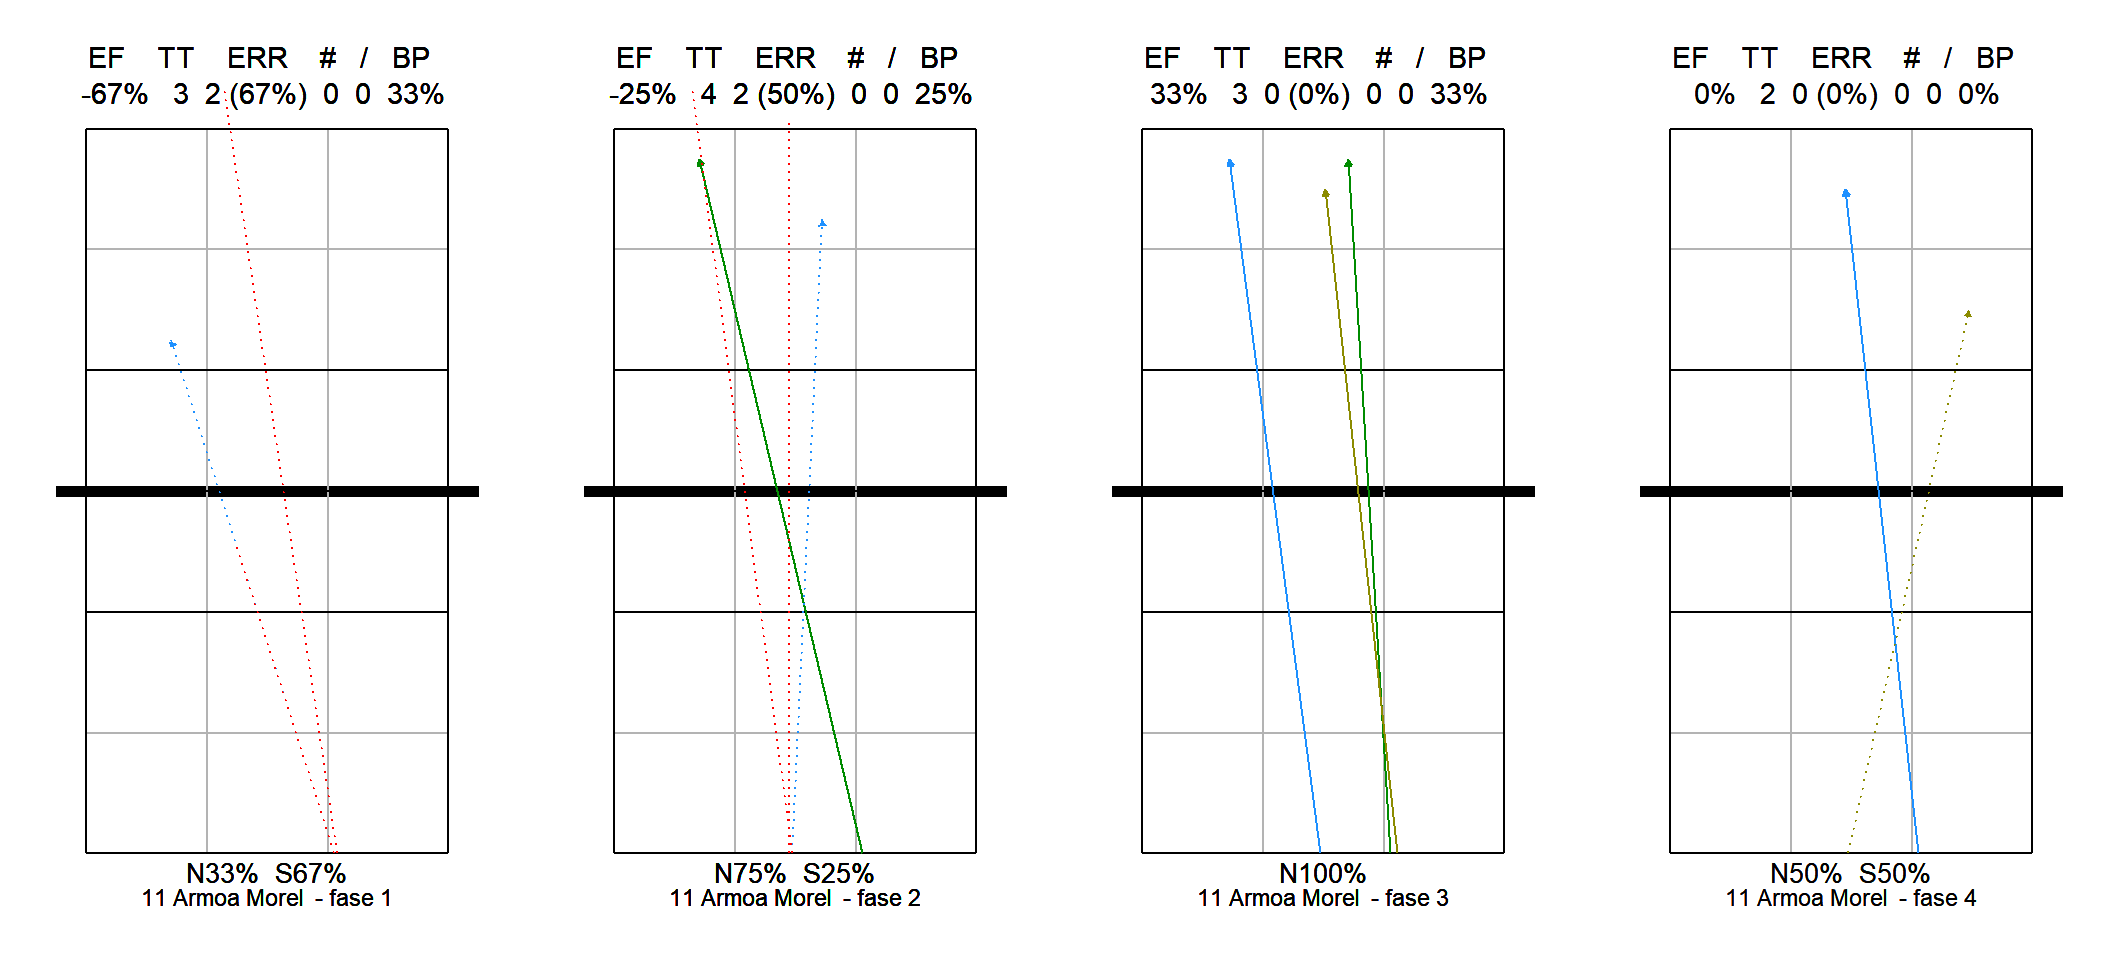 EF TT ERR # / BP
-67% 3 2 (67%) 0 0 33%
N33% S67%
11 Armoa Morel - fase 1
EF TT ERR # / BP
-25% 4 2 (50%) 0 0 25%
N75% S25%
11 Armoa Morel - fase 2
EF TT ERR # / BP
33% 3 0 (0%) 0 0 33%
N100%
11 Armoa Morel - fase 3
EF TT ERR # / BP
0% 2 0 (0%) 0 0 0%
N50% S50%
11 Armoa Morel - fase 4